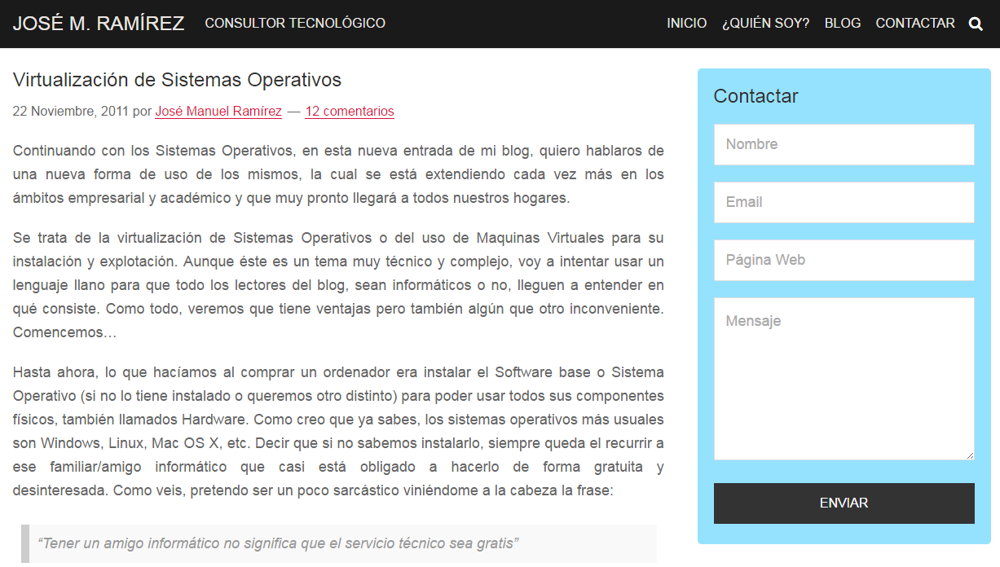 JOSÉ M. RAMÍREZ CONSULTOR TECNOLÓGICO INICIO ¿QUIÉN SOY? BLOG CONTACTAR
Virtualización de Sistemas Operativos
22 Noviembre, 2011 por José Manuel Ramírez — 12 comentarios
Continuando con los Sistemas Operativos, en esta nueva entrada de mi blog, quiero hablaros de
una nueva forma de uso de los mismos, la cual se está extendiendo cada vez más en los
ámbitos empresarial y académico y que muy pronto llegará a todos nuestros hogares.
Se trata de la virtualización de Sistemas Operativos o del uso de Maquinas Virtuales para su
instalación y explotación. Aunque éste es un tema muy técnico y complejo, voy a intentar usar un
lenguaje llano para que todo los lectores del blog, sean informáticos o no, lleguen a entender en
qué consiste. Como todo, veremos que tiene ventajas pero también algún que otro inconveniente.
Comencemos…
Hasta ahora, lo que hacíamos al comprar un ordenador era instalar el Software base o Sistema
Operativo (si no lo tiene instalado o queremos otro distinto) para poder usar todos sus componentes
físicos, también llamados Hardware. Como creo que ya sabes, los sistemas operativos más usuales
son Windows, Linux, Mac OS X, etc. Decir que si no sabemos instalarlo, siempre queda el recurrir a
ese familiar/amigo informático que casi está obligado a hacerlo de forma gratuita y
desinteresada. Como veis, pretendo ser un poco sarcástico viniéndome a la cabeza la frase:
“Tener un amigo informático no significa que el servicio técnico sea gratis”
Contactar
Nombre
Email
Página Web
Mensaje
ENVIAR